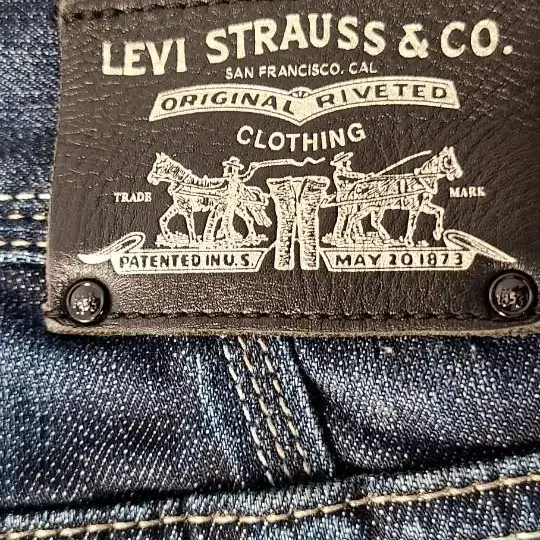 LEVI STRAUSS & CO.
SAN FRANCISCO. CAL
ORIGINAL RIVETED
CLOTHING
TRADE MARK
PATENTED IN U.S. MAY 20 1873